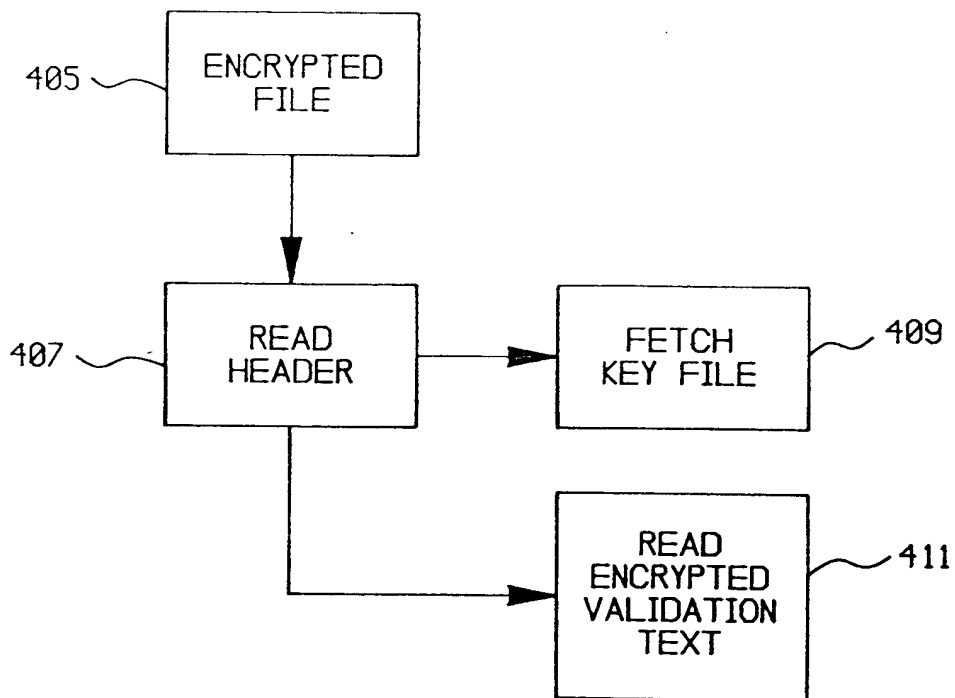 405
ENCRYPTED
FILE
407
READ
HEADER
FETCH
KEY FILE
409
READ
ENCRYPTED
VALIDATION
TEXT
411